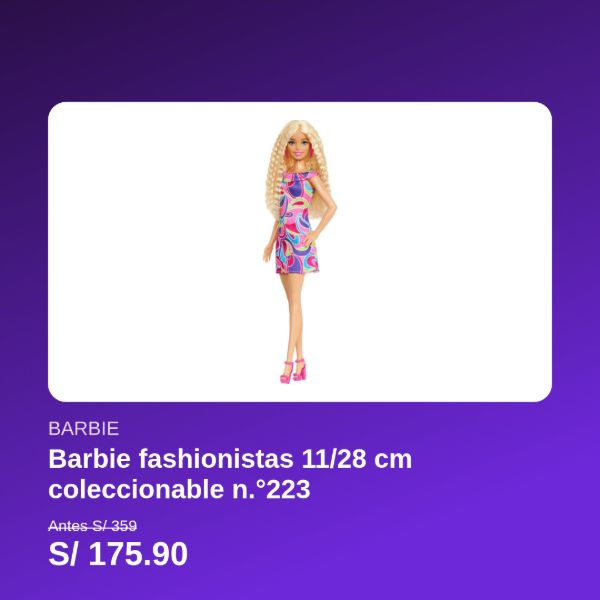 BARBIE
Barbie fashionistas 11/28 cm
coleccionable n.°223
Antes S/ 359
S/ 175.90